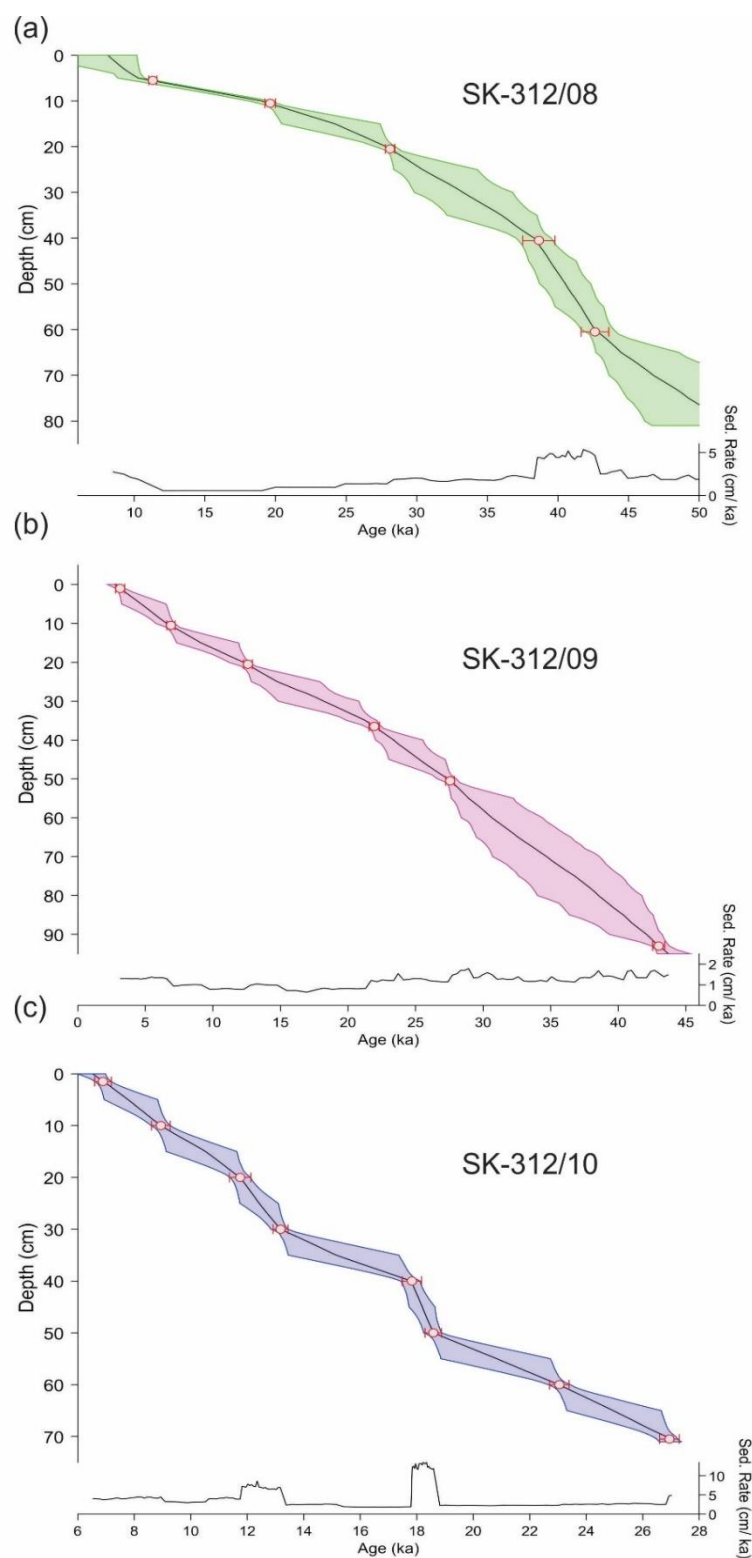 (a)
SK-312/08
0
10
20
30
40
50
60
70
80
Depth (cm)
5
0
Sed. Rate (cm/ ka)
10 15 20 25 30 35 40 45 50
Age (ka)
(b)
SK-312/09
0
10
20
30
40
50
60
70
80
90
Depth (cm)
2
1
0
Sed. Rate (cm/ ka)
0 5 10 15 20 25 30 35 40 45
Age (ka)
(c)
SK-312/10
0
10
20
30
40
50
60
70
Depth (cm)
10
5
0
Sed. Rate (cm/ ka)
6 8 10 12 14 16 18 20 22 24 26 28
Age (ka)